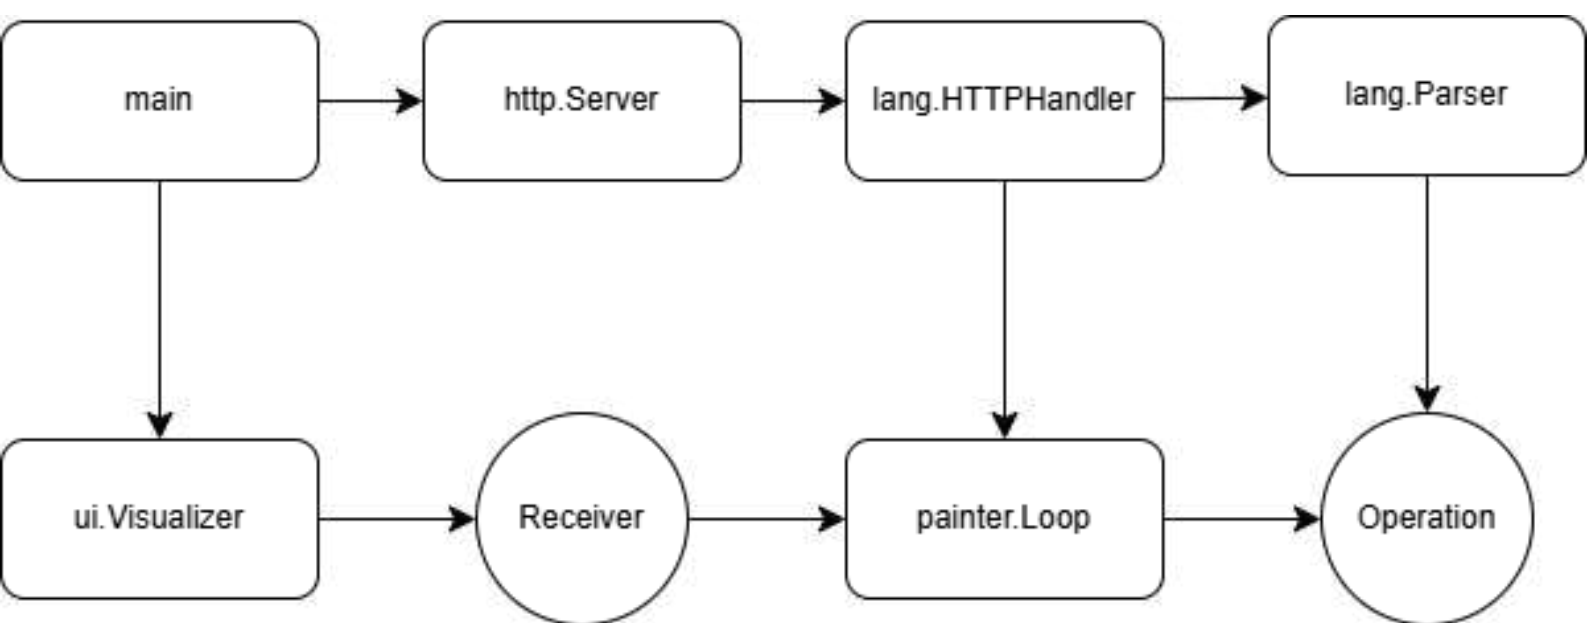 main
http.Server
lang.HTTPHandler
lang.Parser
ui.Visualizer
Receiver
painter.Loop
Operation